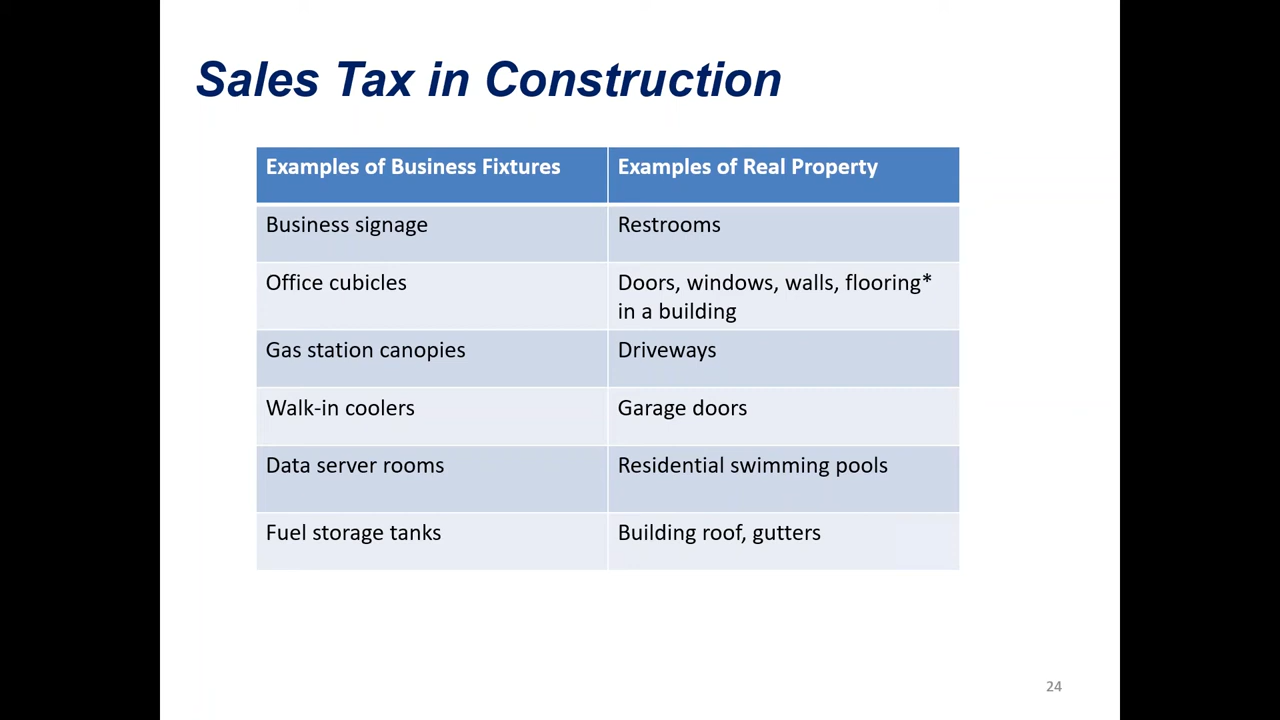 Sales Tax in Construction
Examples of Business Fixtures
Examples of Real Property
Business signage
Restrooms
Office cubicles
Doors, windows, walls, flooring*
in a building
Gas station canopies
Driveways
Walk-in coolers
Garage doors
Data server rooms
Residential swimming pools
Fuel storage tanks
Building roof, gutters
24